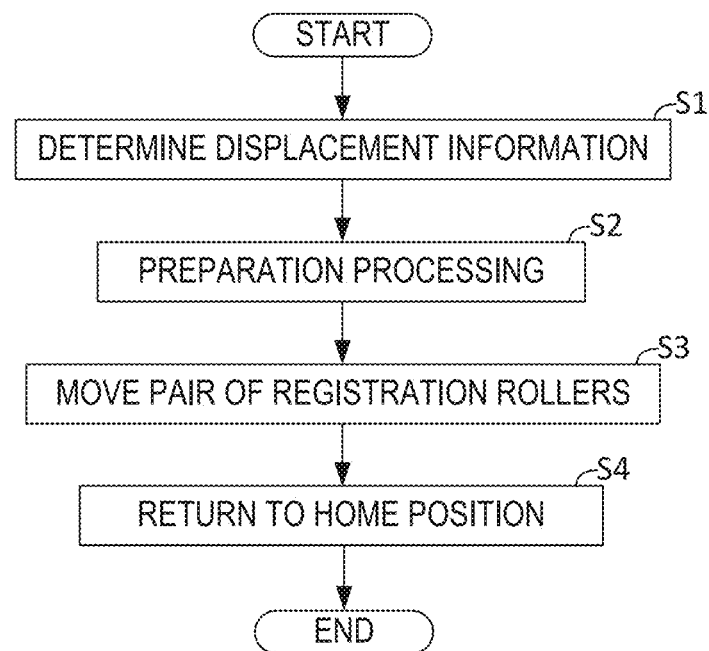 START
S1
DETERMINE DISPLACEMENT INFORMATION
S2
PREPARATION PROCESSING
S3
MOVE PAIR OF REGISTRATION ROLLERS
S4
RETURN TO HOME POSITION
END